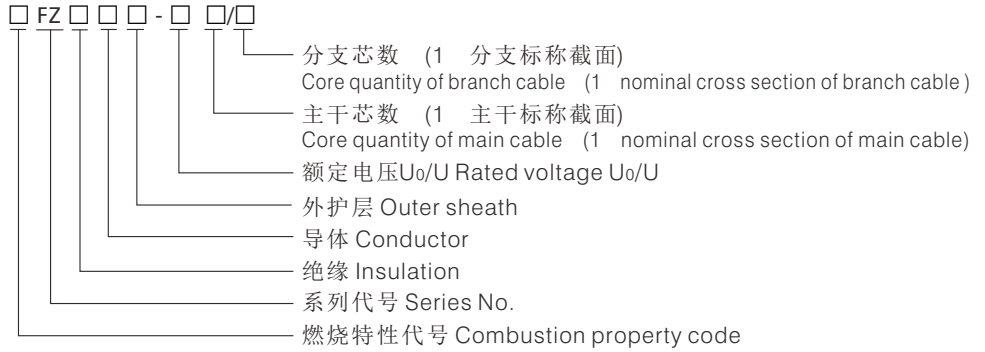 □ FZ □ □ □ - □ □/□
分支芯数 (1 分支标称截面)
Core quantity of branch cable (1 nominal cross section of branch cable )
主干芯数 (1 主干标称截面)
Core quantity of main cable (1 nominal cross section of main cable)
额定电压U₀/U Rated voltage U₀/U
外护层 Outer sheath
导体 Conductor
绝缘 Insulation
系列代号 Series No.
燃烧特性代号 Combustion property code